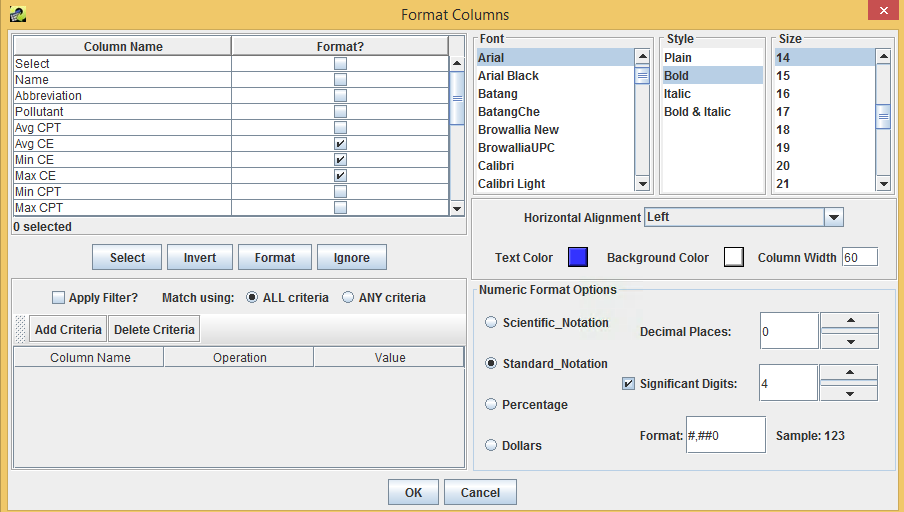 Format Columns
Column Name Format?
Select
Name
Abbreviation
Pollutant
Avg CPT
Avg CE
Min CE
Max CE
Min CPT
Max CPT
0 selected
Select Invert Format Ignore
Apply Filter? Match using: ALL criteria ANY criteria
Add Criteria Delete Criteria
Column Name Operation Value
Font
Arial
Arial Black
Batang
BatangChe
Browallia New
BrowalliaUPC
Calibri
Calibri Light
Style
Plain
Bold
Italic
Bold & Italic
Size
14
15
16
17
18
19
20
21
Horizontal Alignment Left
Text Color Background Color Column Width 60
Numeric Format Options
Scientific_Notation
Standard_Notation
Percentage
Dollars
Decimal Places: 0
Significant Digits: 4
Format: #,##0 Sample: 123
OK Cancel